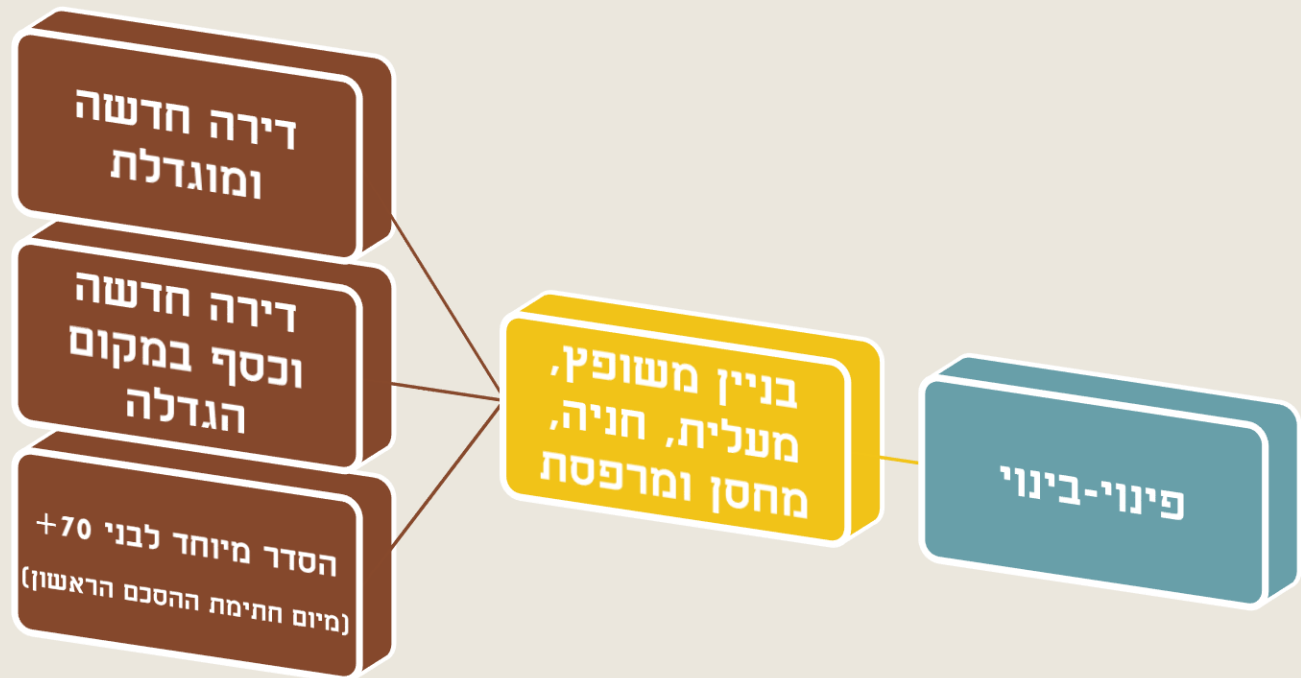 פינוי-בינוי
בניין משופץ,
מעלית, חניה,
מחסן ומרפסת
דירה חדשה
ומוגדלת
דירה חדשה
וכסף במקום
הגדלה
הסדר מיוחד לבני 70+
(מיום חתימת ההסכם הראשון)